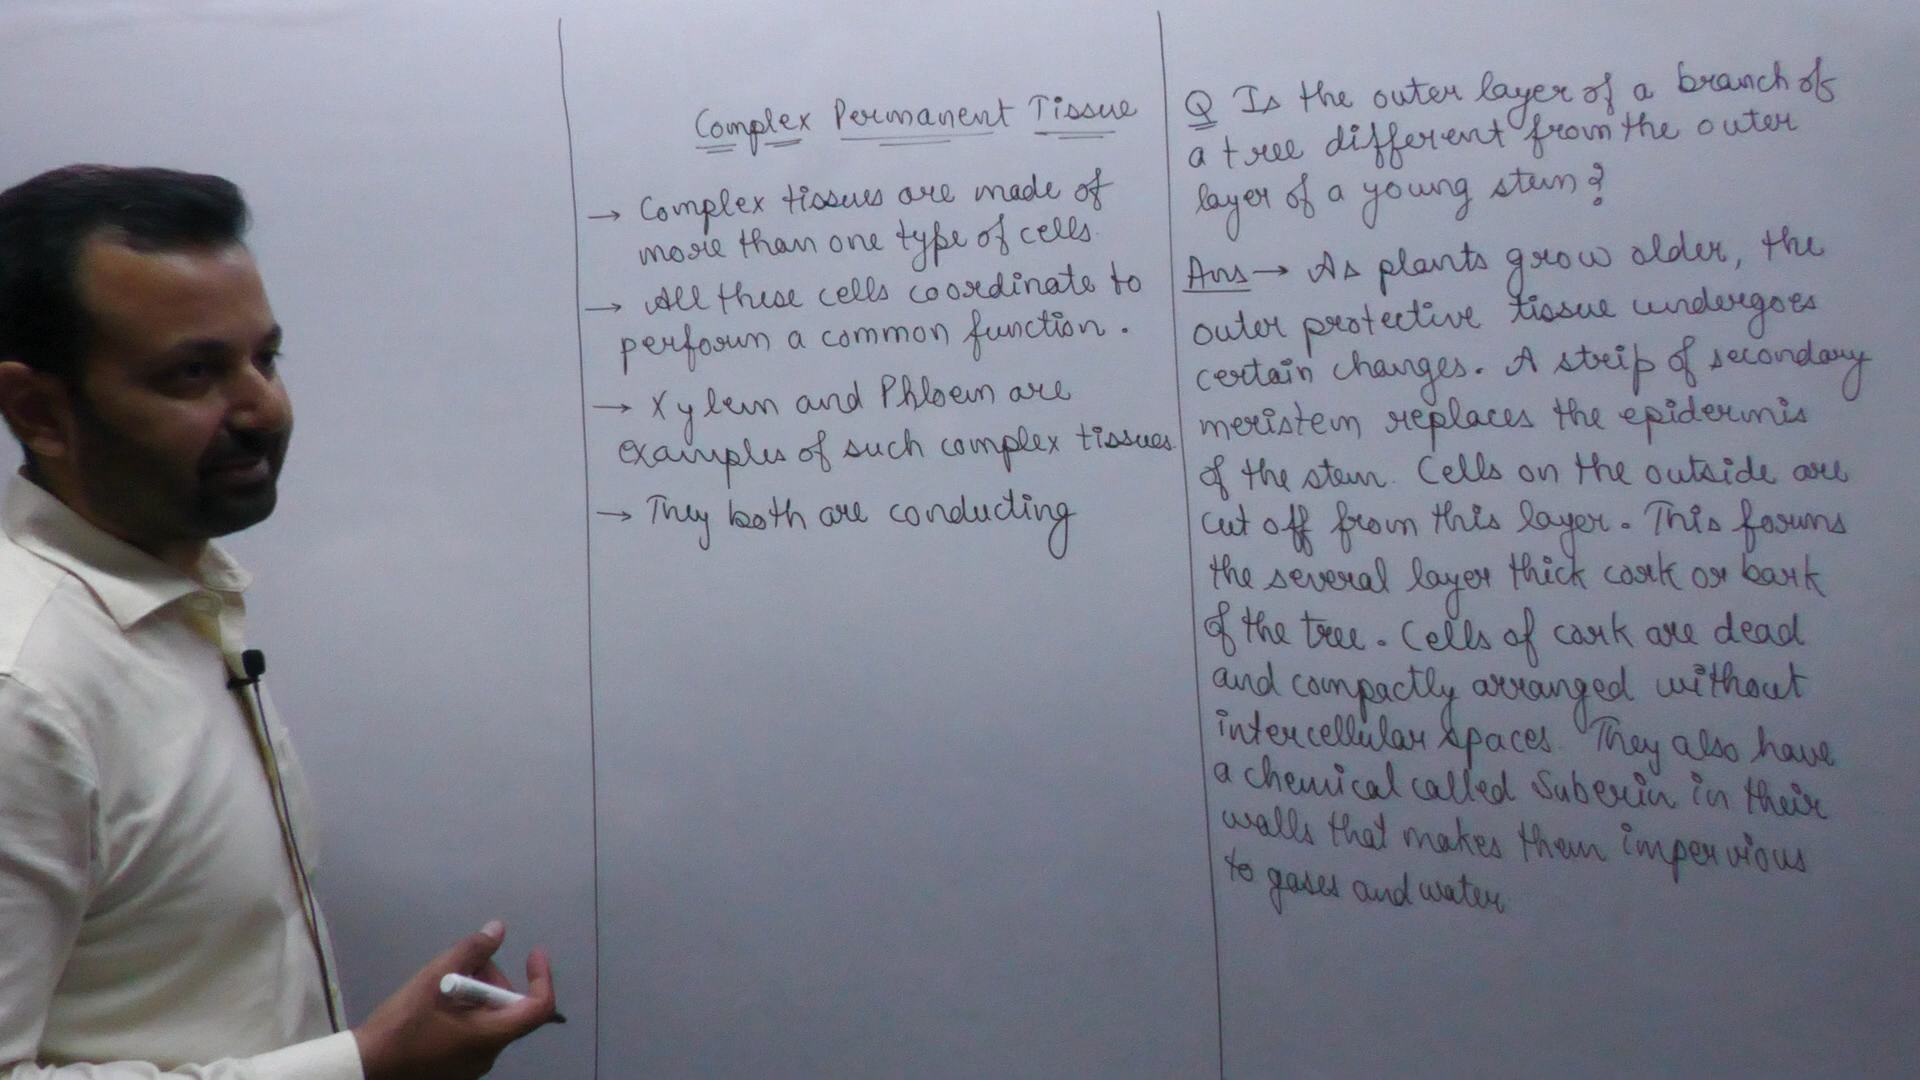 Complex Permanent Tissue
→ Complex tissues are made of
more than one type of cells.
→ All these cells coordinate to
perform a common function.
→ Xylem and Phloem are
examples of such complex tissues.
→ They both are conducting
Q Is the outer layer of a branch of
a tree different from the outer
layer of a young stem?
Ans → As plants grow older, the
outer protective tissue undergoes
certain changes. A strip of secondary
meristem replaces the epidermis
of the stem. Cells on the outside are
cut off from this layer. This forms
the several layer thick cork or bark
of the tree. Cells of cork are dead
and compactly arranged without
intercellular spaces. They also have
a chemical called Suberin in their
walls that makes them impervious
to gases and water